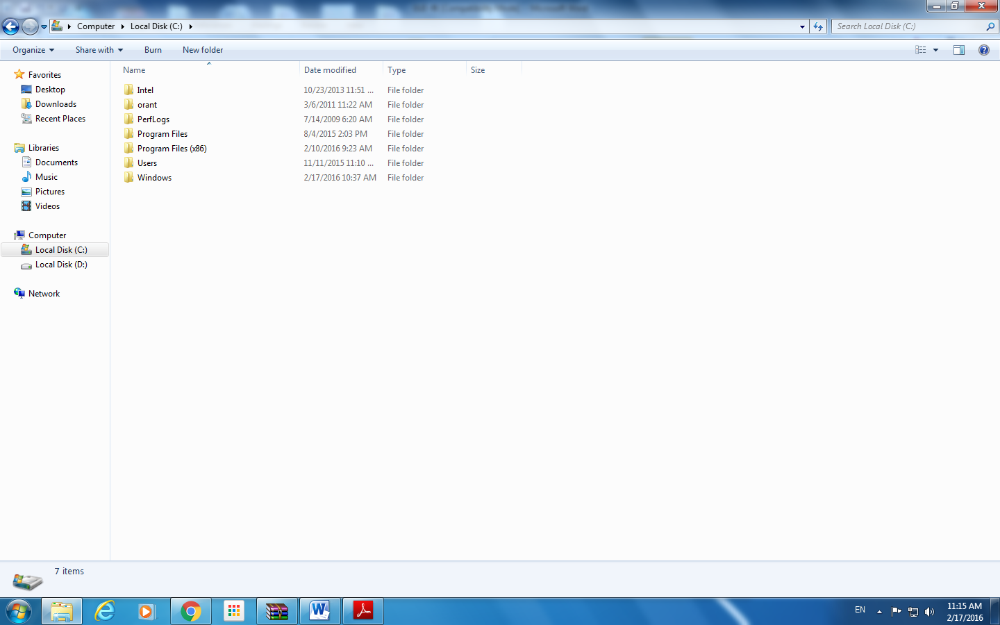 Computer Local Disk (C:)
Search Local Disk (C:)
Organize Share with Burn New folder
Name Date modified Type Size
Favorites
Desktop
Downloads
Recent Places
Libraries
Documents
Music
Pictures
Videos
Computer
Local Disk (C:)
Local Disk (D:)
Network
Intel 10/23/2013 11:51 ... File folder
orant 3/6/2011 11:22 AM File folder
PerfLogs 7/14/2009 6:20 AM File folder
Program Files 8/4/2015 2:03 PM File folder
Program Files (x86) 2/10/2016 9:23 AM File folder
Users 11/11/2015 11:10 ... File folder
Windows 2/17/2016 10:37 AM File folder
7 items
EN
11:15 AM
2/17/2016